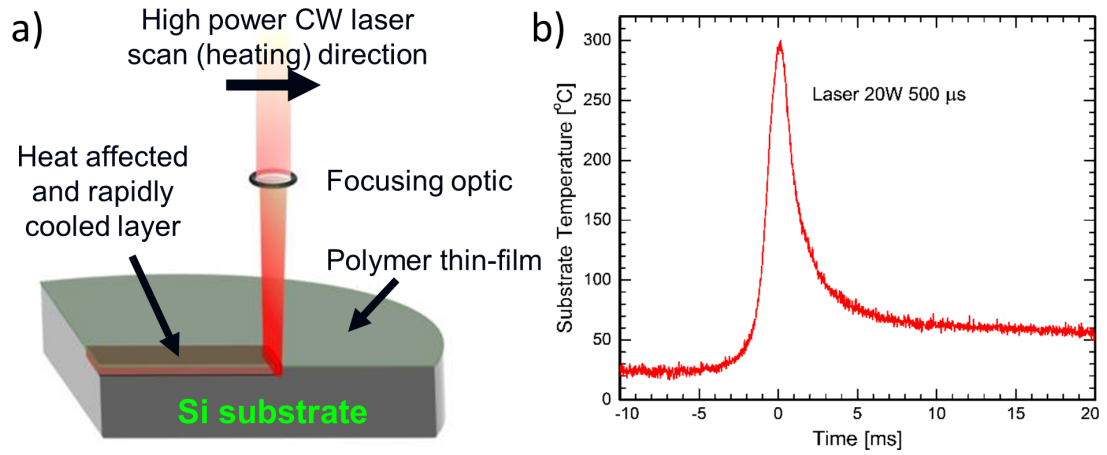 a)
High power CW laser
scan (heating) direction
Heat affected
and rapidly
cooled layer
Focusing optic
Polymer thin-film
Si substrate
b)
Laser 20W 500 μs
Substrate Temperature [°C]
300
250
200
150
100
50
0
-10
-5
0
5
10
15
20
Time [ms]